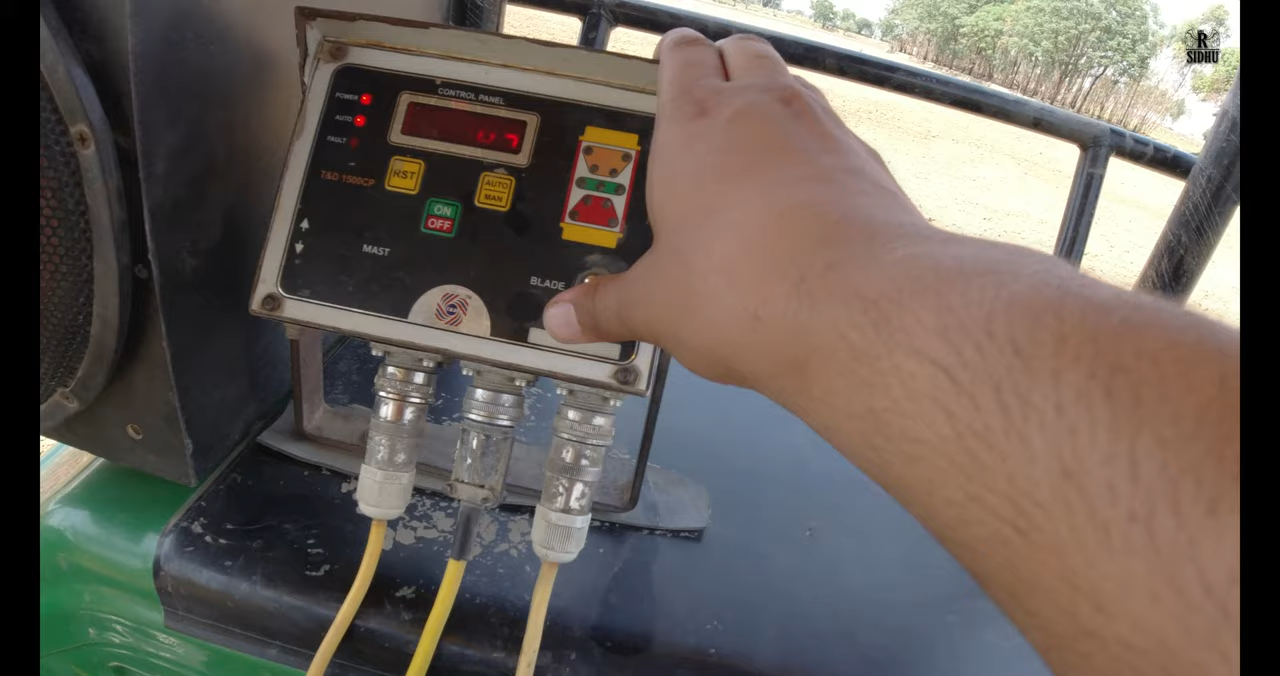 CONTROL PANEL
POWER
AUTO
FAULT
RST
AUTO
MAN
T&D 1500CP
ON
OFF
MAST
BLADE
R
SIDHU